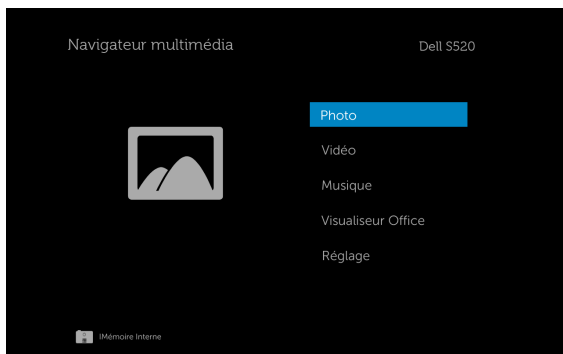 Navigateur multimédia
Dell S520
Photo
Vidéo
Musique
Visualiseur Office
Réglage
IMémoire Interne